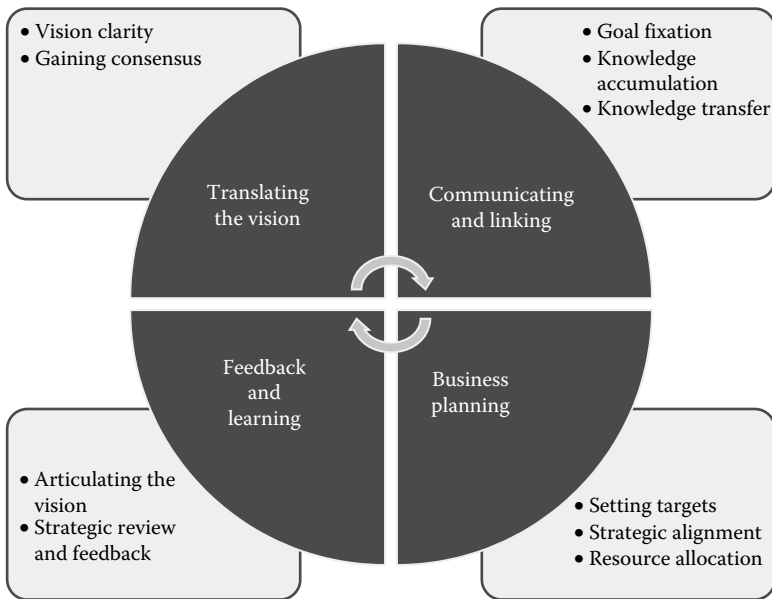 • Vision clarity
• Gaining consensus
• Goal fixation
• Knowledge
accumulation
• Knowledge transfer
Translating
the vision
Communicating
and linking
Feedback
and
learning
Business
planning
• Articulating the
vision
• Strategic review
and feedback
• Setting targets
• Strategic alignment
• Resource allocation